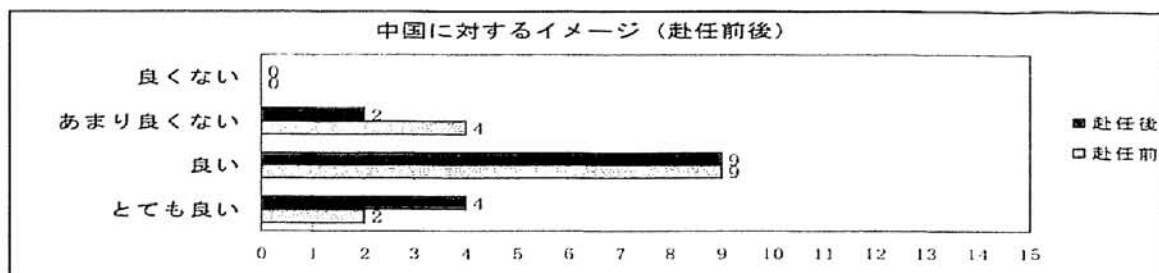 中国に対するイメージ（赴任前後）
良くない
0
0
あまり良くない
2
4
良い
9
9
とても良い
4
2
■赴任後
□赴任前
0 1 2 3 4 5 6 7 8 9 10 11 12 13 14 15